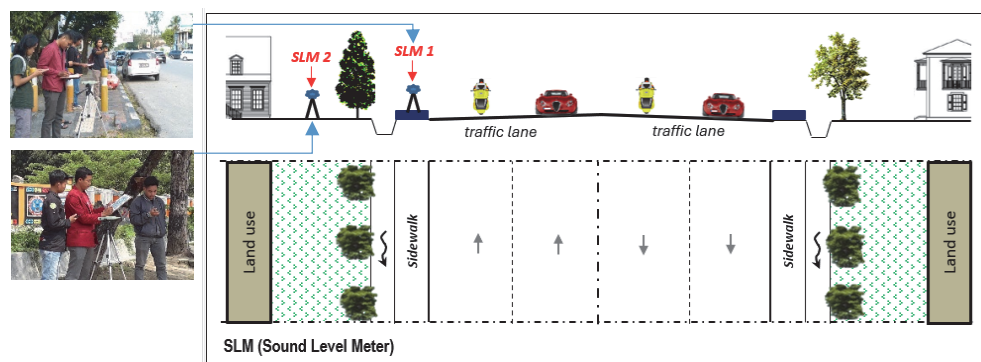 SLM 2
SLM 1
traffic lane
traffic lane
Land use
Sidewalk
Sidewalk
Land use
SLM (Sound Level Meter)